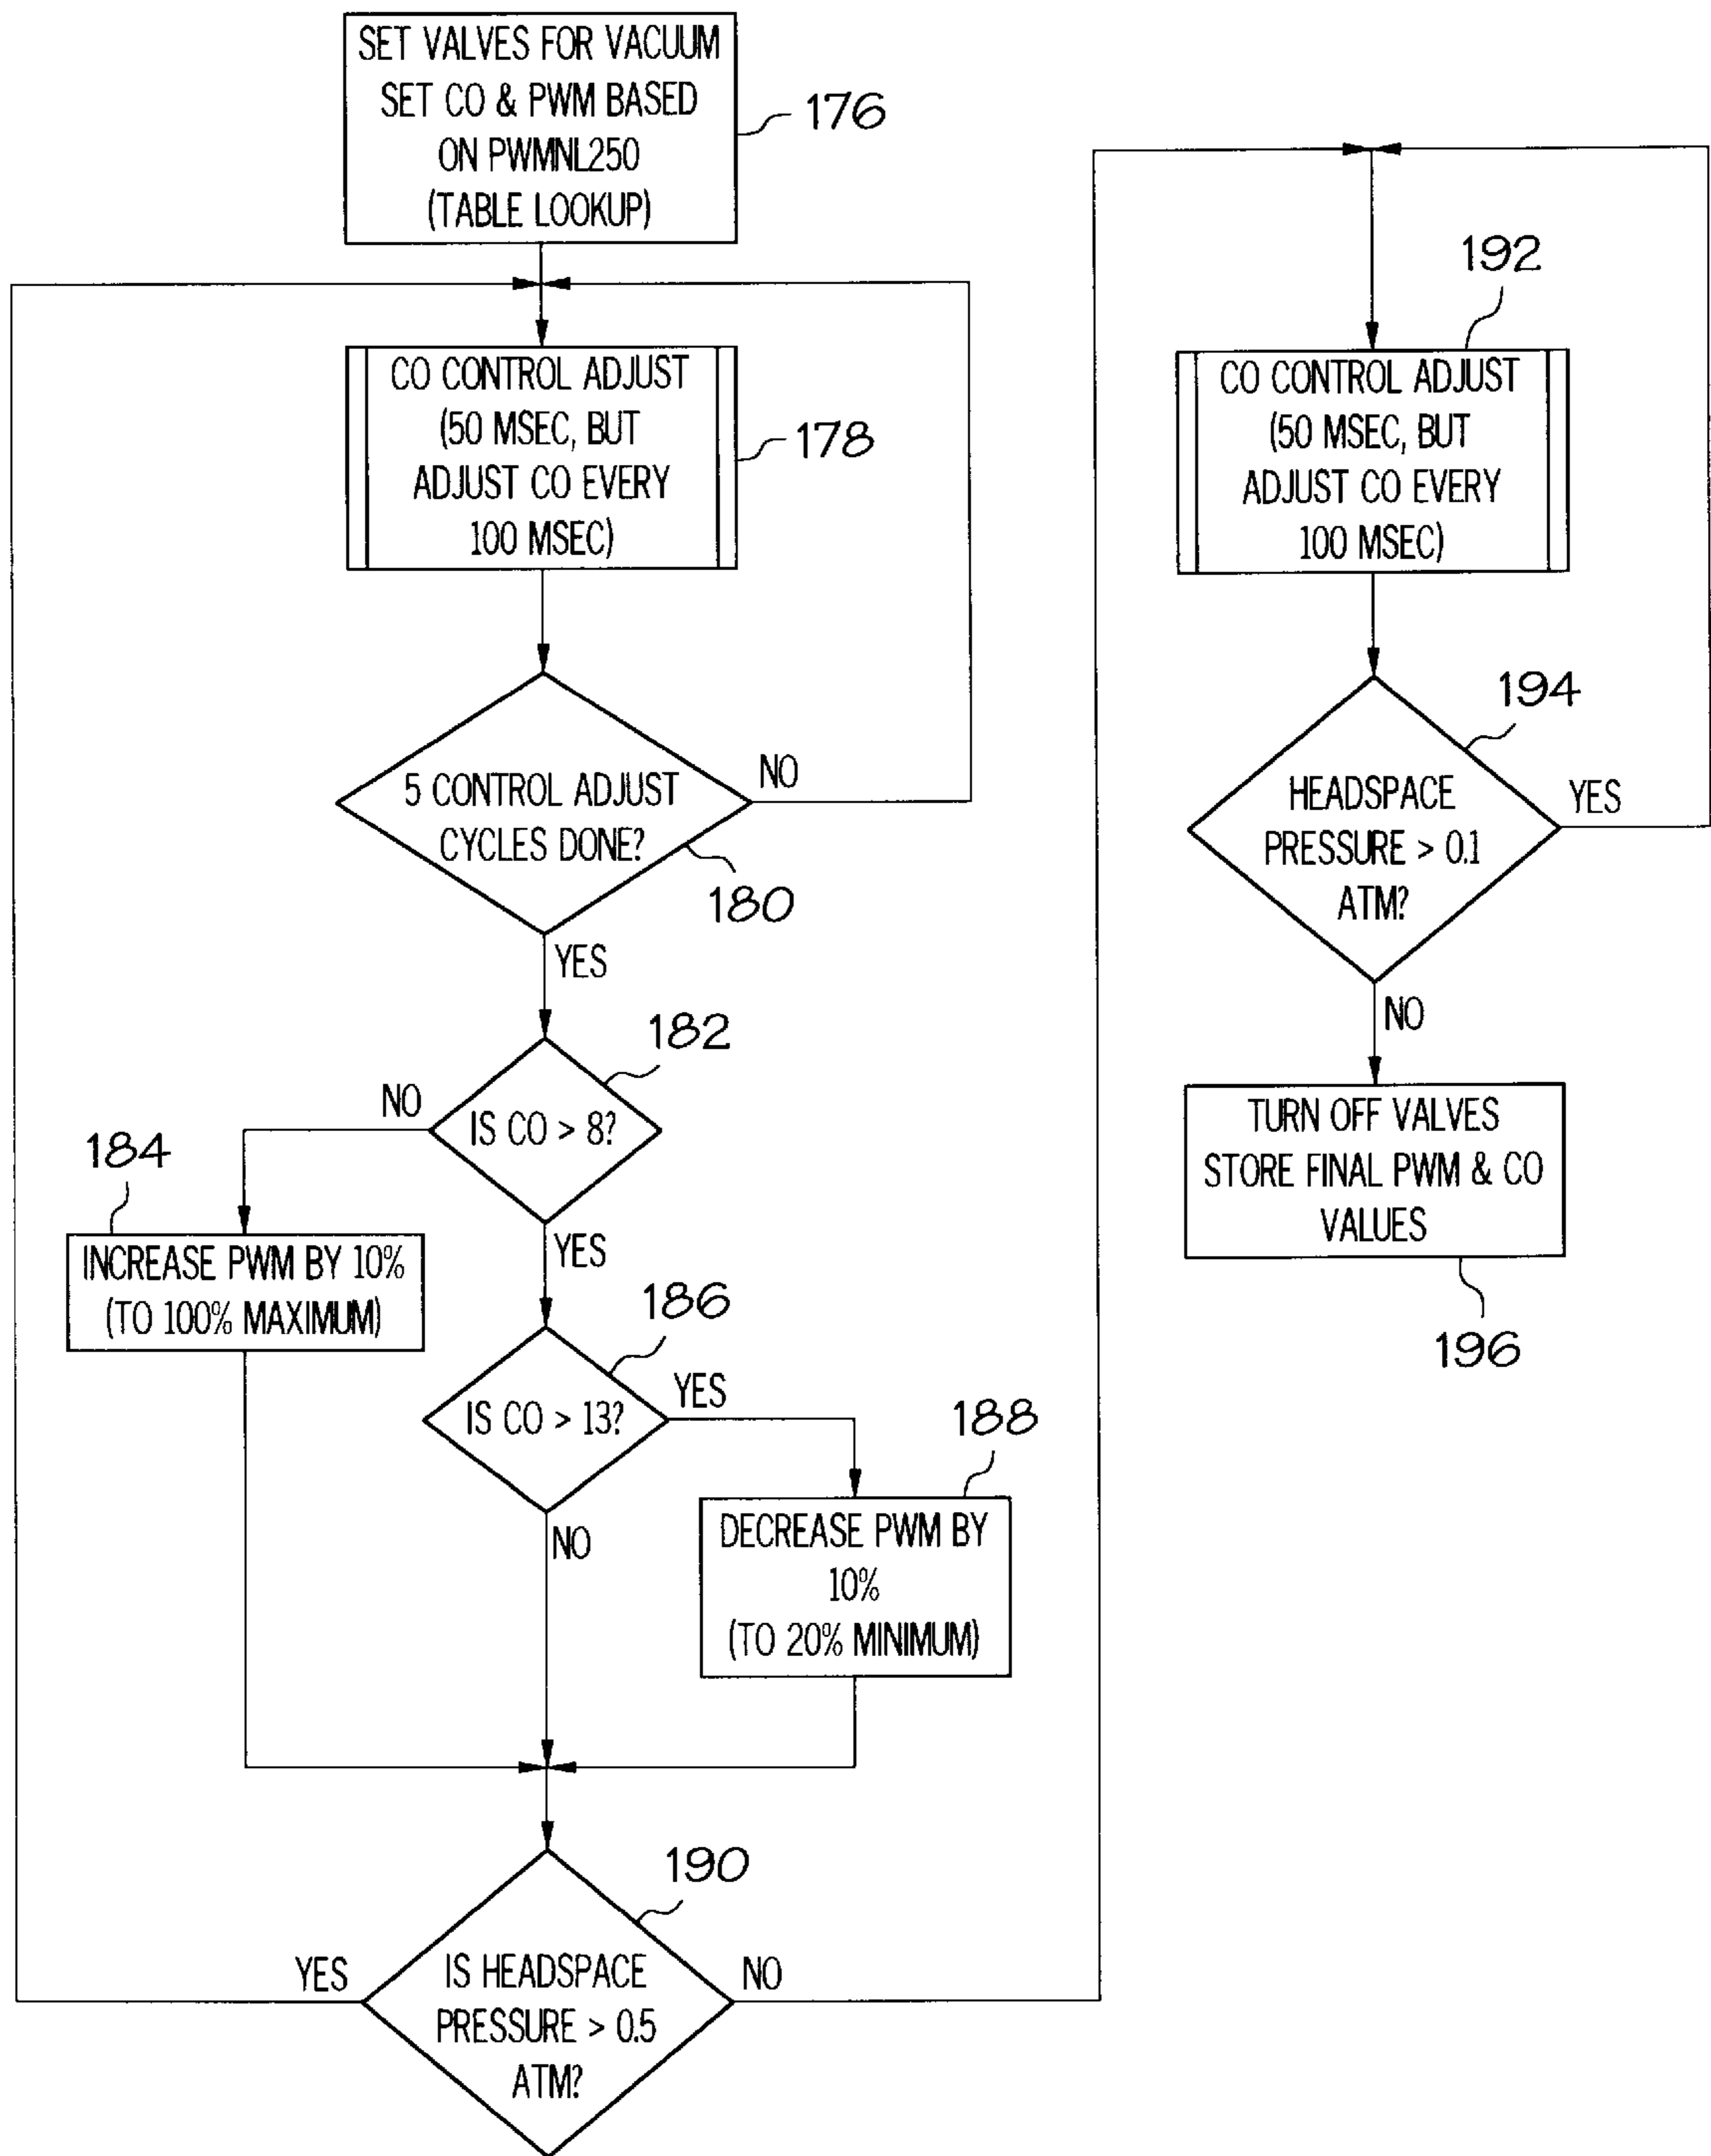 SET VALVES FOR VACUUM
SET CO & PWM BASED
ON PWMNL250
(TABLE LOOKUP)
176
CO CONTROL ADJUST
(50 MSEC, BUT
ADJUST CO EVERY
100 MSEC)
178
5 CONTROL ADJUST
CYCLES DONE?
NO
180
YES
182
IS CO > 8?
NO
184
INCREASE PWM BY 10%
(TO 100% MAXIMUM)
YES
186
IS CO > 13?
YES
188
DECREASE PWM BY
10%
(TO 20% MINIMUM)
NO
190
IS HEADSPACE
PRESSURE > 0.5
ATM?
YES
NO
192
CO CONTROL ADJUST
(50 MSEC, BUT
ADJUST CO EVERY
100 MSEC)
194
HEADSPACE
PRESSURE > 0.1
ATM?
YES
NO
TURN OFF VALVES
STORE FINAL PWM & CO
VALUES
196